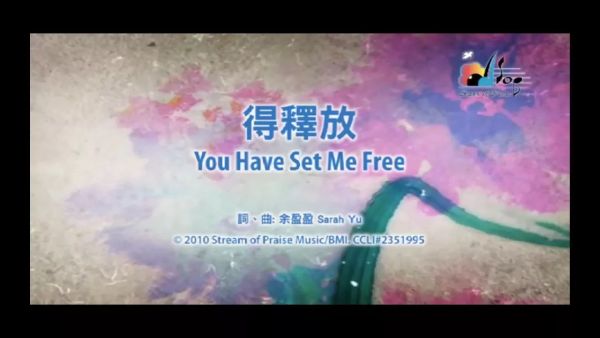 得釋放
You Have Set Me Free
詞、曲: 余盈盈 Sarah Yu
© 2010 Stream of Praise Music/BMI. CCLI#2351995